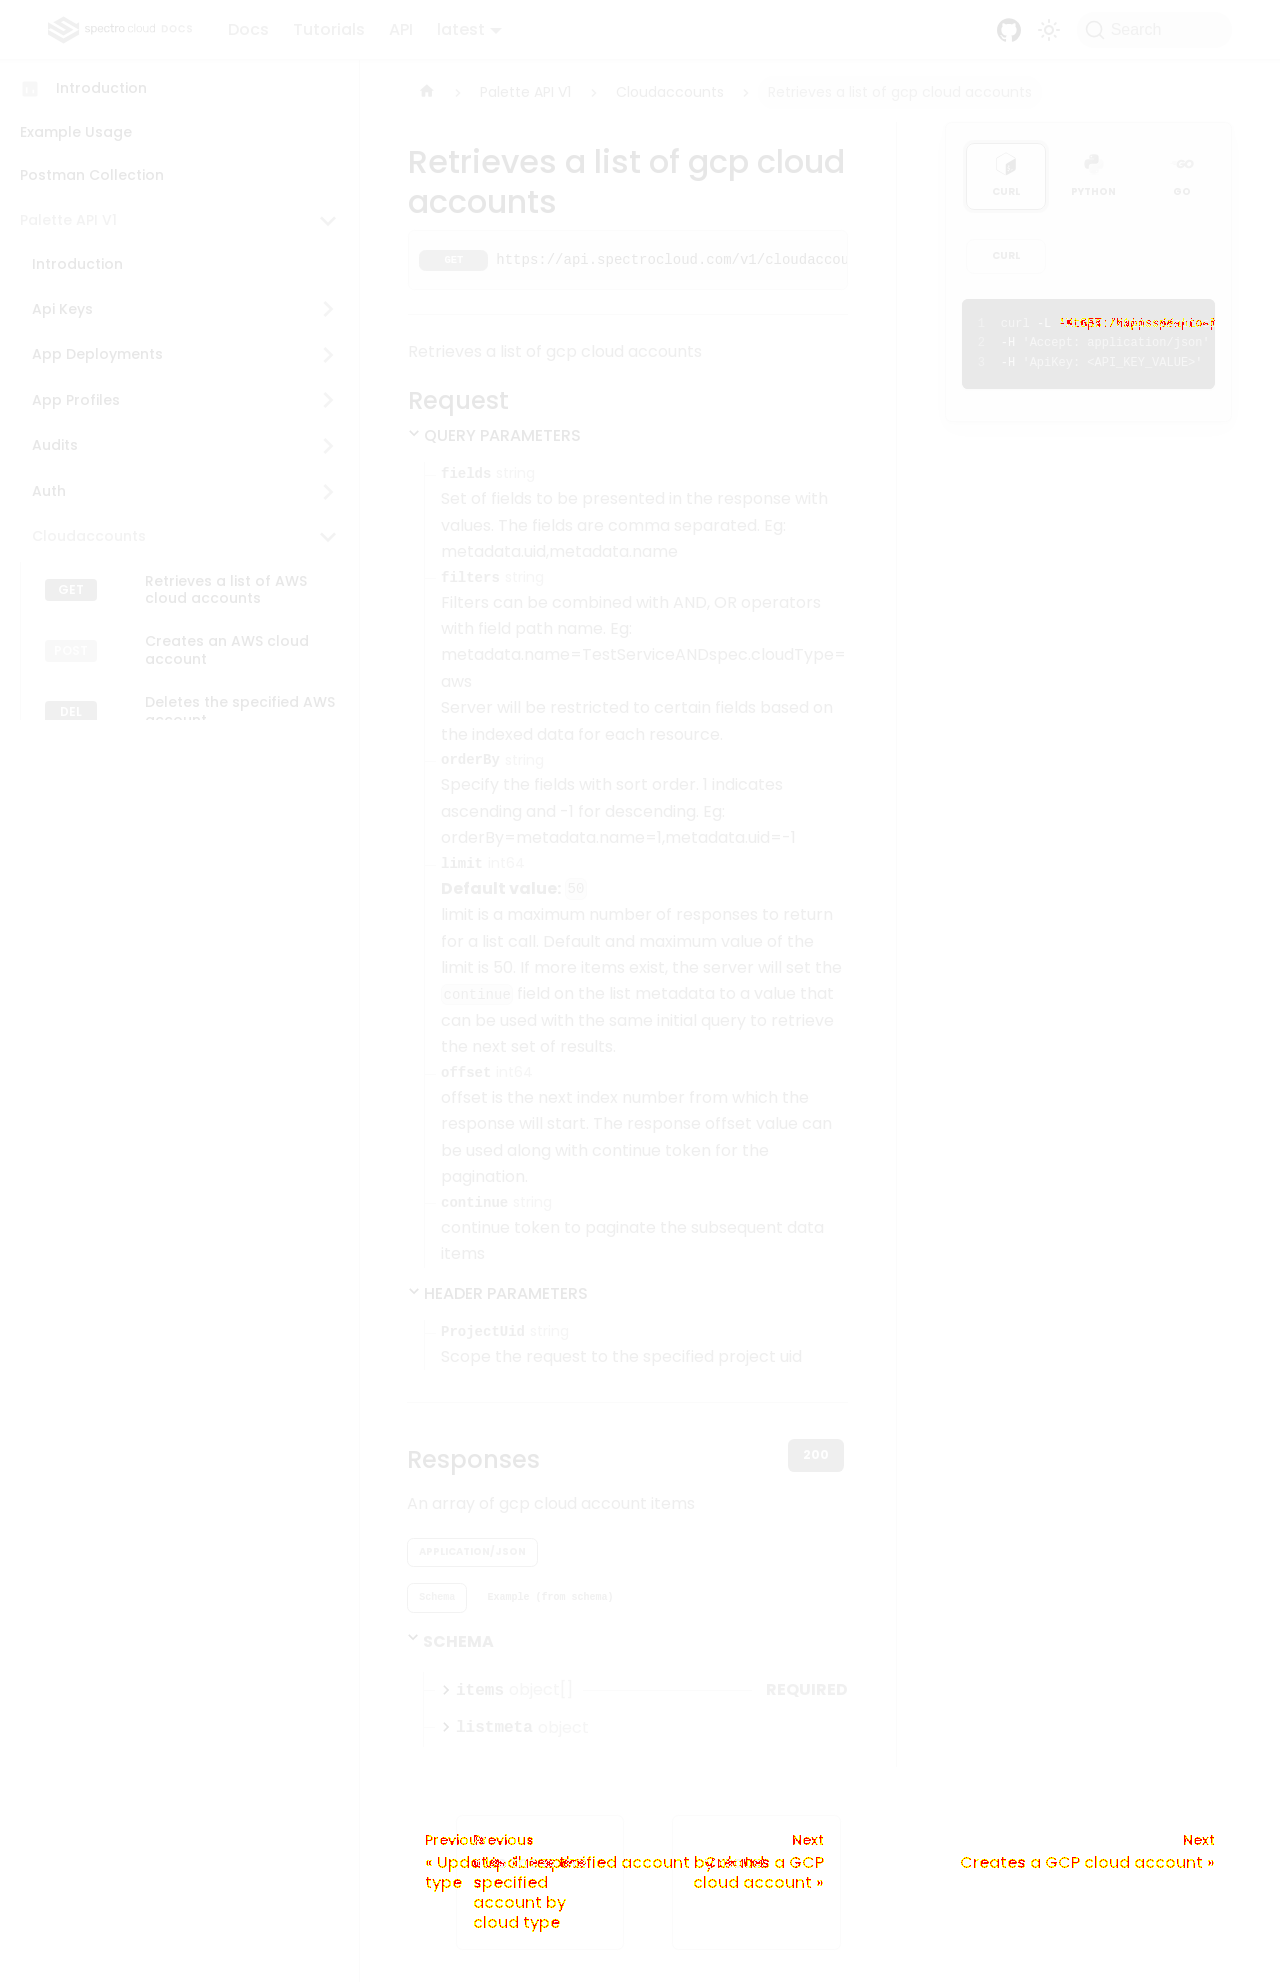 spectro cloud DOCS Docs Tutorials API latest Search
Introduction
Example Usage
Postman Collection
Palette API V1
Introduction
Api Keys
App Deployments
App Profiles
Audits
Auth
Cloudaccounts
GET Retrieves a list of AWS
cloud accounts
POST Creates an AWS cloud
account
DEL Deletes the specified AWS
account
Palette API V1 Cloudaccounts Retrieves a list of gcp cloud accounts
Retrieves a list of gcp cloud
accounts
GET https://api.spectrocloud.com/v1/cloudaccou
Retrieves a list of gcp cloud accounts
Request
QUERY PARAMETERS
fields string
Set of fields to be presented in the response with
values. The fields are comma separated. Eg:
metadata.uid,metadata.name
filters string
Filters can be combined with AND, OR operators
with field path name. Eg:
metadata.name=TestServiceANDspec.cloudType=
aws
Server will be restricted to certain fields based on
the indexed data for each resource.
orderBy string
Specify the fields with sort order. 1 indicates
ascending and -1 for descending. Eg:
orderBy=metadata.name=1,metadata.uid=-1
limit int64
Default value: 50
limit is a maximum number of responses to return
for a list call. Default and maximum value of the
limit is 50. If more items exist, the server will set the
continue field on the list metadata to a value that
can be used with the same initial query to retrieve
the next set of results.
offset int64
offset is the next index number from which the
response will start. The response offset value can
be used along with continue token for the
pagination.
continue string
continue token to paginate the subsequent data
items
HEADER PARAMETERS
ProjectUid string
Scope the request to the specified project uid
Responses 200
An array of gcp cloud account items
APPLICATION/JSON
Schema Example (from schema)
SCHEMA
items object[] REQUIRED
listmeta object
CURL PYTHON GO
CURL
1 curl -L
2 -H 'Accept: application/json'
3 -H 'ApiKey: <API_KEY_VALUE>'
Previous Previous Next Next
« Update account by Creates a GCP cloud account »
type specified cloud account »
account by
cloud type